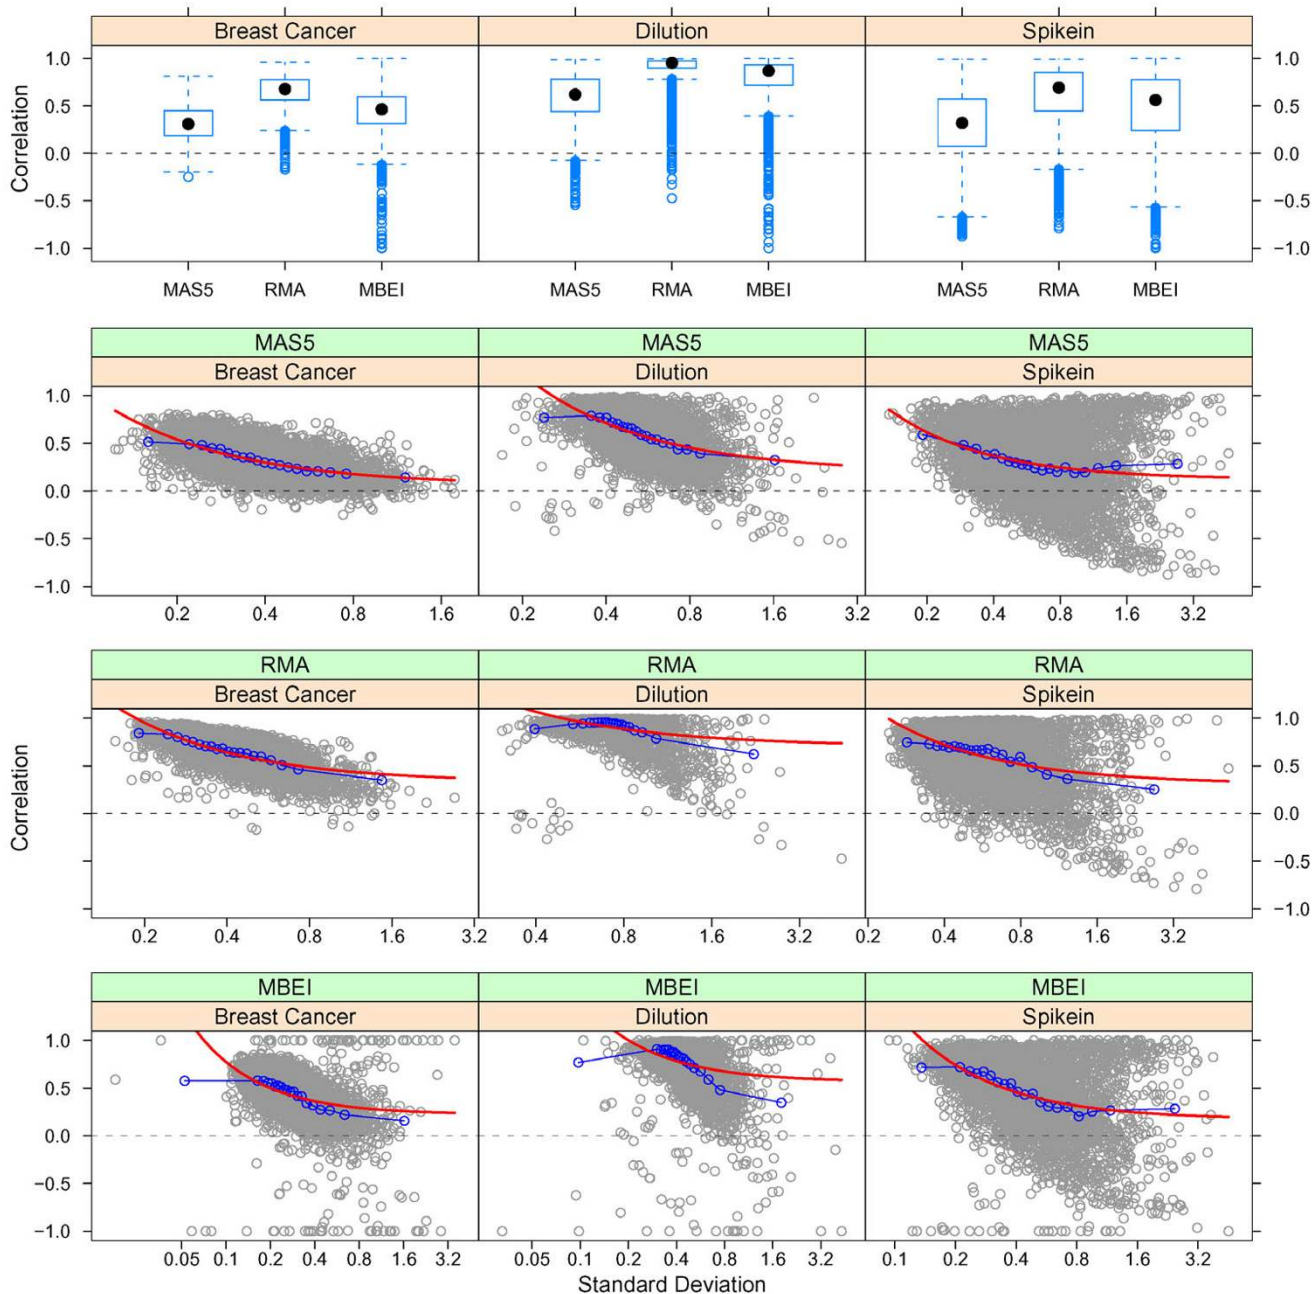 Breast Cancer Dilution Spikein
1.0 1.0
0.5 0.5
0.0 0.0
−0.5 −0.5
−1.0 −1.0
Correlation
MAS5 RMA MBEI MAS5 RMA MBEI MAS5 RMA MBEI
MAS5 MAS5 MAS5
Breast Cancer Dilution Spikein
1.0
0.5
0.0
−0.5
−1.0
0.2 0.4 0.8 1.6 0.2 0.4 0.8 1.6 3.2 0.2 0.4 0.8 1.6 3.2
RMA RMA RMA
Breast Cancer Dilution Spikein
1.0
0.5
0.0
−0.5
−1.0
Correlation
0.2 0.4 0.8 1.6 3.2 0.4 0.8 1.6 3.2 0.2 0.4 0.8 1.6 3.2
MBEI MBEI MBEI
Breast Cancer Dilution Spikein
1.0
0.5
0.0
−0.5
−1.0
0.05 0.1 0.2 0.4 0.8 1.6 3.2 0.05 0.1 0.2 0.4 0.8 1.6 3.2 0.1 0.2 0.4 0.8 1.6 3.2
Standard Deviation